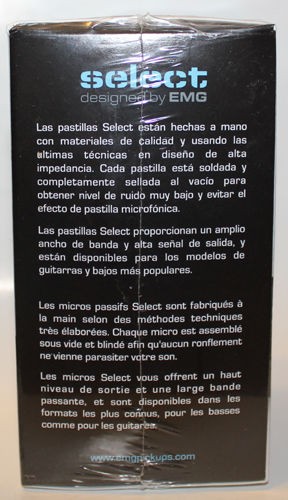 select
designed by EMG
Las pastillas Select están hechas a mano
con materiales de calidad y usando las
ultimas técnicas en diseño de alta
impedancia. Cada pastilla está soldada y
completamente sellada al vacío para
obtener nivel de ruido muy bajo y evitar el
efecto de pastilla microfónica.
Las pastillas Select proporcionan un amplio
ancho de banda y alta señal de salida, y
están disponibles para los modelos de
guitarras y bajos más populares.
Les micros passifs Select sont fabriqués à
la main selon des méthodes techniques
très élaborées. Chaque micro est assemblé
sous vide et blindé afin qu'aucun ronflement
ne vienne parasiter votre son.
Les micros Select vous offrent un haut
niveau de sortie et une large bande
passante, et sont disponibles dans les
formats les plus connus, pour les basses
comme pour les guitares.
www.emgpickups.com